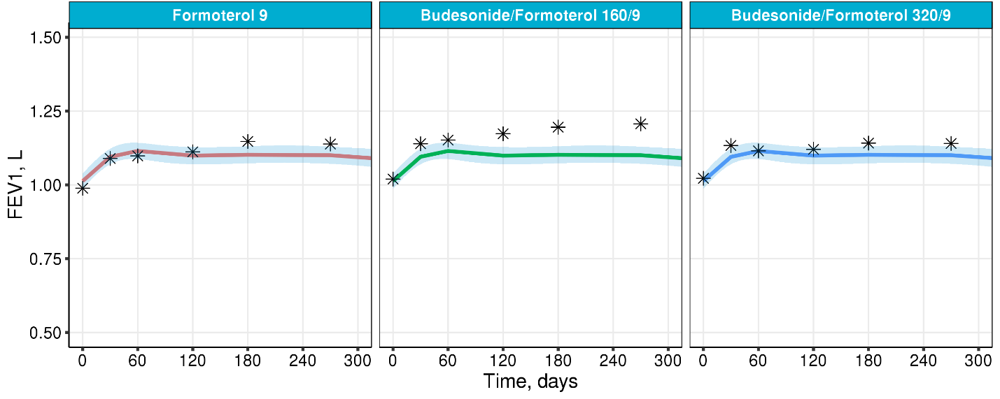 Formoterol 9
Budesonide/Formoterol 160/9
Budesonide/Formoterol 320/9
FEV1, L
1.50
1.25
1.00
0.75
0.50
0 60 120 180 240 300
0 60 120 180 240 300
0 60 120 180 240 300
Time, days